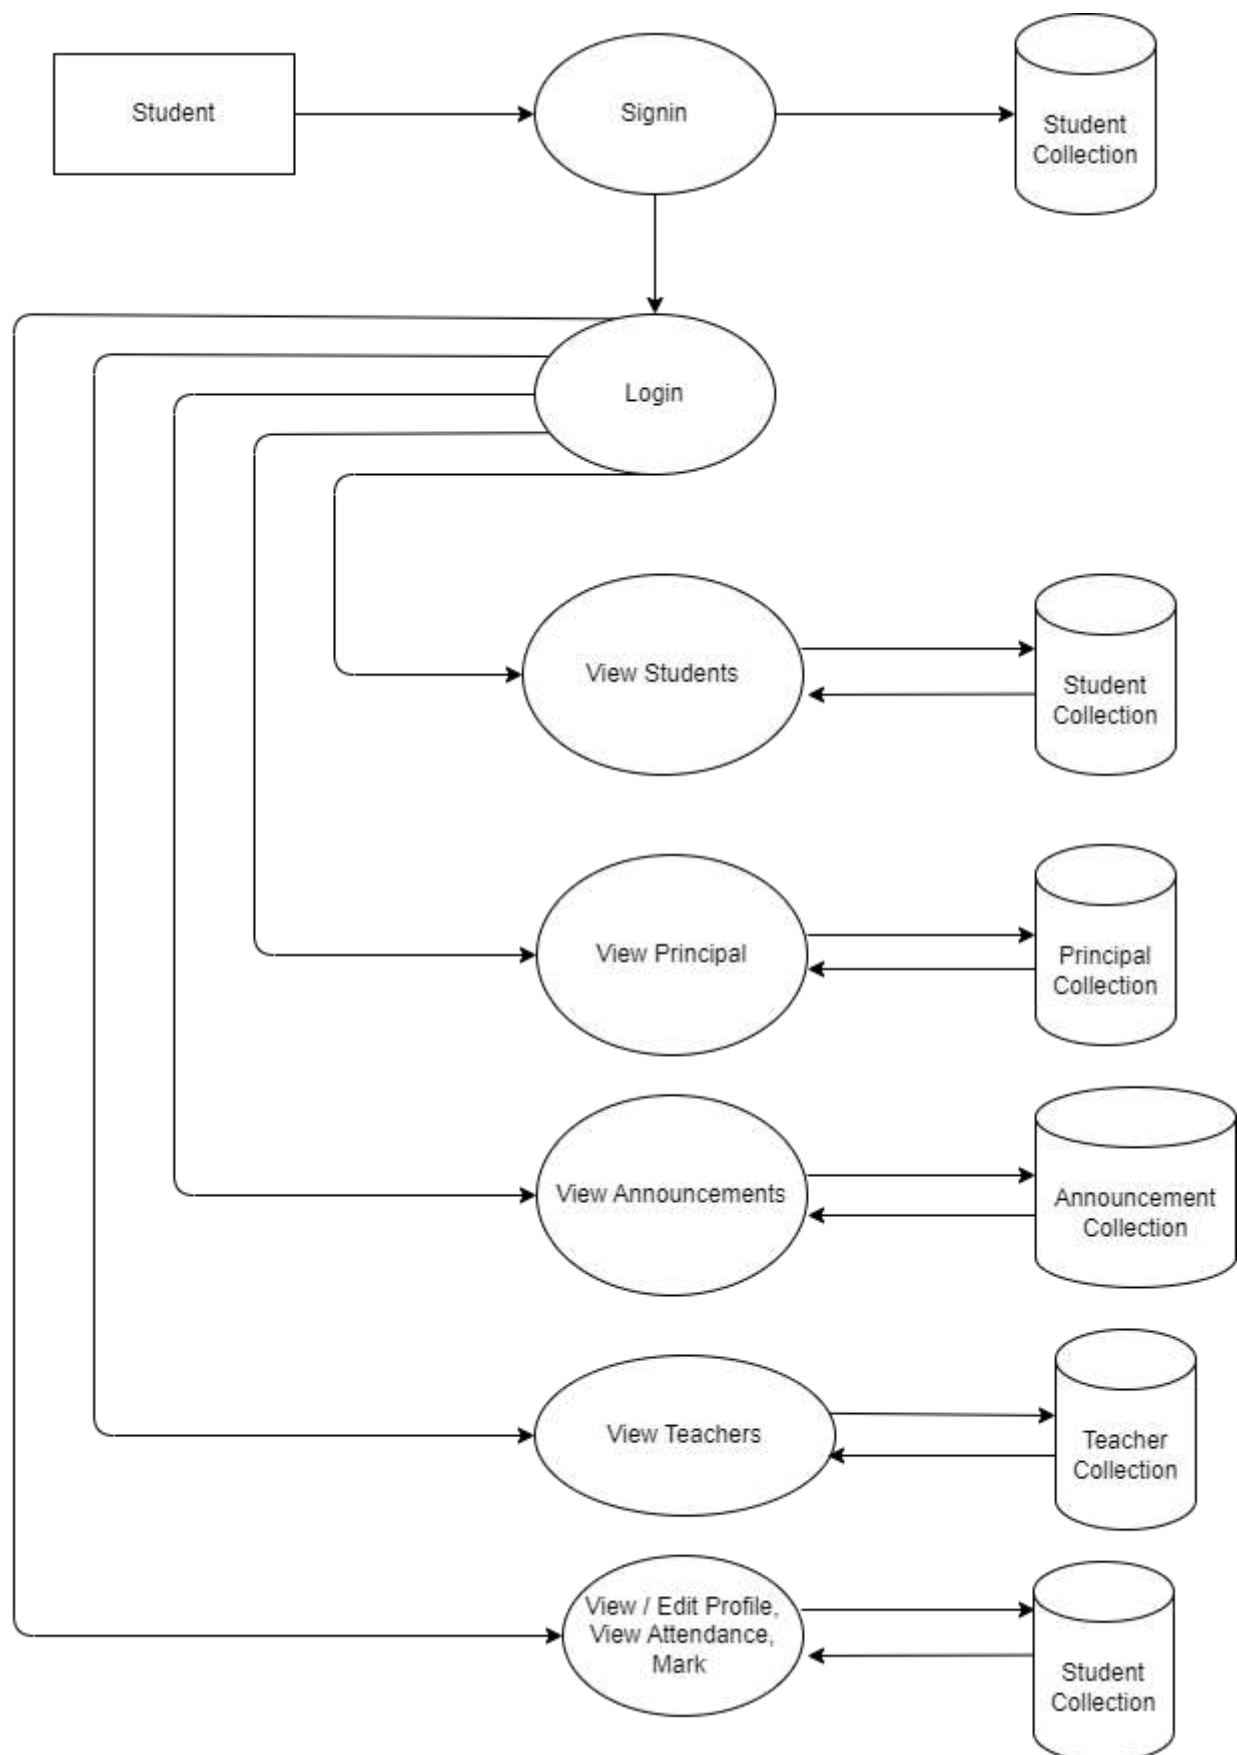 Student
Signin
Student
Collection
Login
View Students
Student
Collection
View Principal
Principal
Collection
View Announcements
Announcement
Collection
View Teachers
Teacher
Collection
View / Edit Profile,
View Attendance,
Mark
Student
Collection